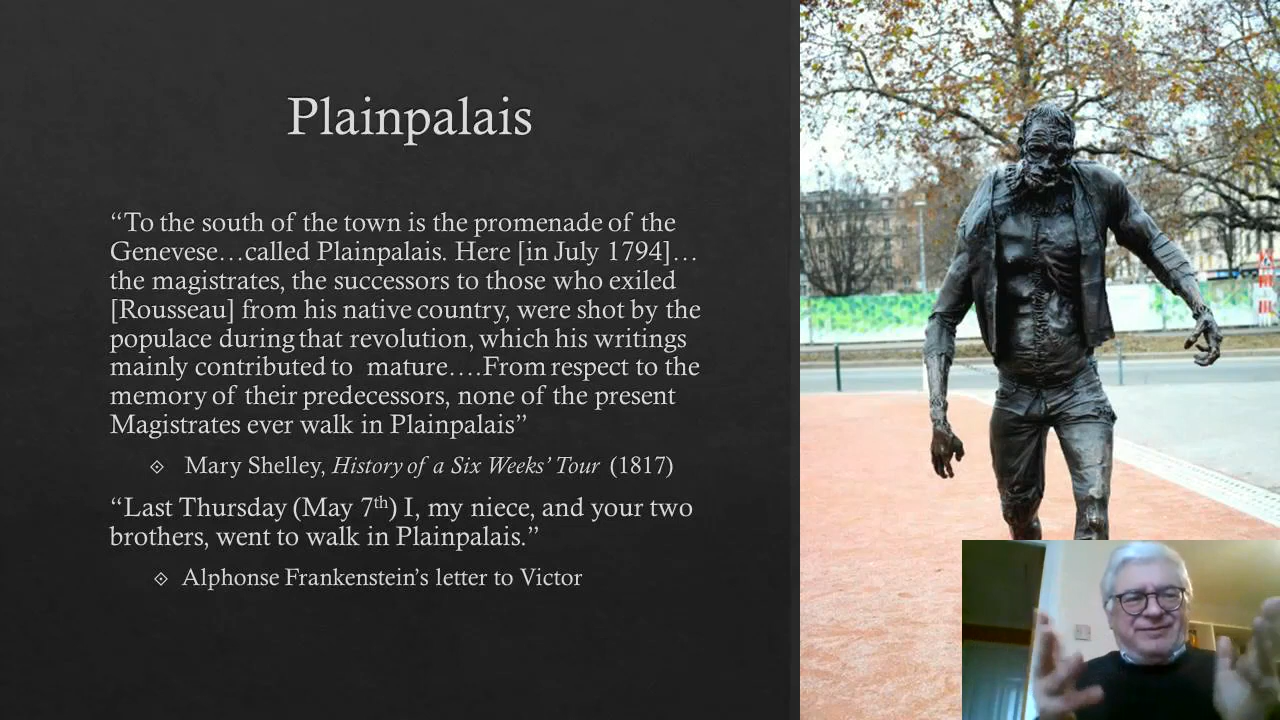 Plainpalais
“To the south of the town is the promenade of the
Genevese…called Plainpalais. Here [in July 1794]…
the magistrates, the successors to those who exiled
[Rousseau] from his native country, were shot by the
populace during that revolution, which his writings
mainly contributed to mature….From respect to the
memory of their predecessors, none of the present
Magistrates ever walk in Plainpalais”
Mary Shelley, History of a Six Weeks’ Tour (1817)
“Last Thursday (May 7th) I, my niece, and your two
brothers, went to walk in Plainpalais.”
Alphonse Frankenstein’s letter to Victor